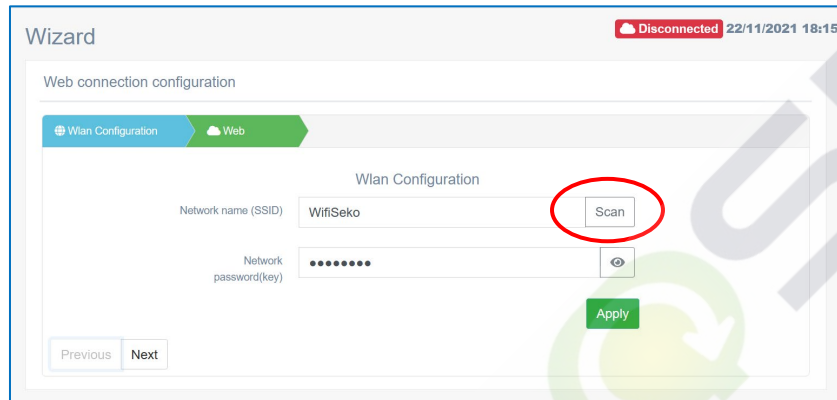 Wizard
Disconnected 22/11/2021 18:15
Web connection configuration
Wlan Configuration
Web
Wlan Configuration
Network name (SSID)
WifiSeko
Scan
Network
password(key)
●●●●●●●●
Apply
Previous
Next